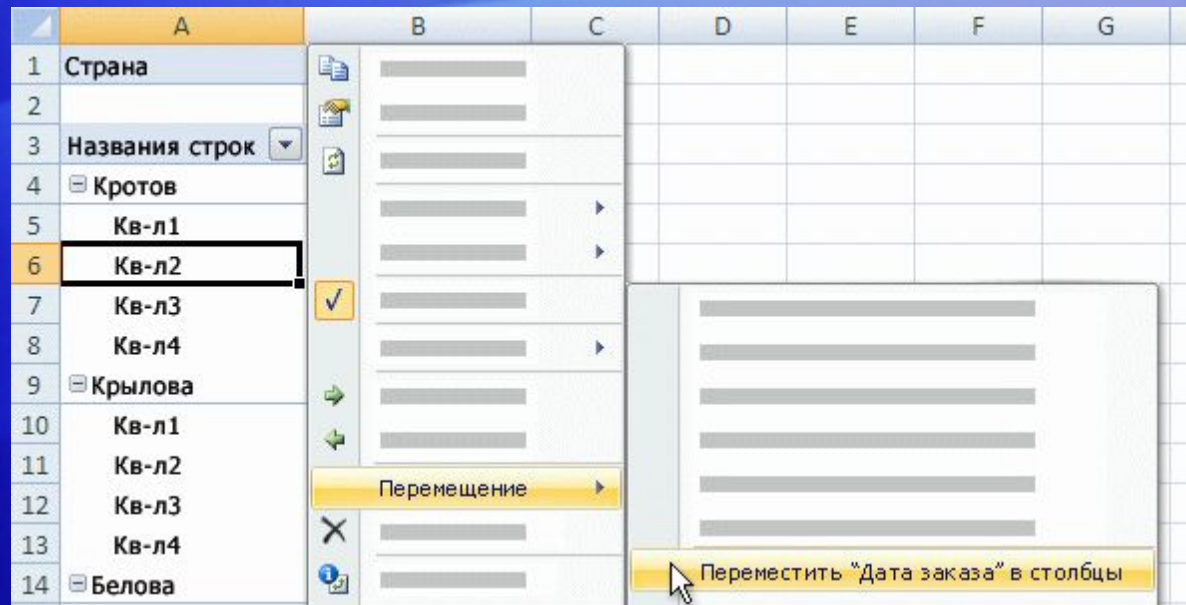 A B C D E F G
1 Страна
2
3 Названия строк
4 Кротов
5 Кв-л1
6 Кв-л2
7 Кв-л3
8 Кв-л4
9 Крылова
10 Кв-л1
11 Кв-л2
Перемещение
12 Кв-л3
13 Кв-л4
Переместить "Дата заказа" в столбцы
14 Белова